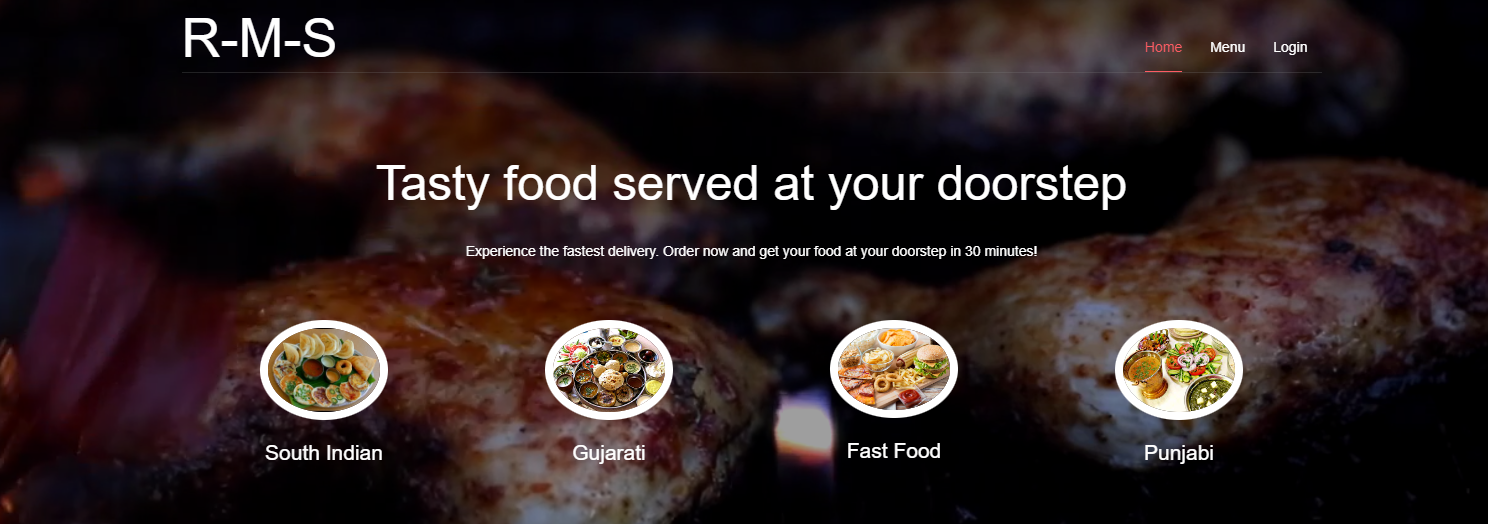 R-M-S
Home Menu Login
Tasty food served at your doorstep
Experience the fastest delivery. Order now and get your food at your doorstep in 30 minutes!
South Indian Gujarati Fast Food Punjabi